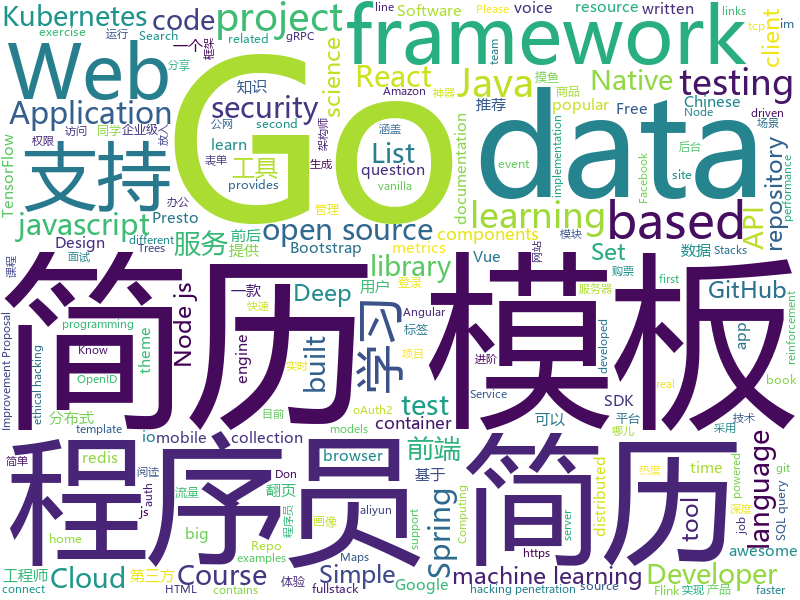 Kubernetes code project framework line Please
exercise 运行 Search voice resource written links
related gRPC 一个 框架 Software client team tcp
分享 Amazon React Java Native testing im
Web Go data
Application science security popular Free Chinese Node
TensorFlow 同学 企业级 推荐 摸鱼 神器 商品 架构师
权限 访问 公网 second 涵盖 List 知识 learn question
支持 工具 documentation event driven 后台 场景
放入 表单 生成 provides vanilla site Facebook implementation performance
javascript open source learning based API repository
Presto different Design 服务 前后 管理 提供 metrics components Set 数据 Stacks
Trees 办公 Bootstrap Vue 模块 网站 first
课程 面试 一款 library Deep GitHub
Improvement Proposal programming Know OpenID ethical hacking
Node js 登录 快速 用户 学习 Angular 购票 服务器 app engine
简历 模板
theme built 标签 项目 进阶 developed book reinforcement
oAuth2 实时 SDK 平台 哪儿 技术 采用
template test container 可以
分布式 io mobile collection Service
程序员 简历
redis 前端 language
阅读 简单 auth Don 翻页 browser 基于 real big 目前
git job Spring distributed time tool powered
models 热度 SQL query
流量 画像 Cloud Course Simple js 程序员 Developer awesome aliyun
Repo Computing support
工程师 home 第三方 Google machine learning 深度
connect HTML 体验 fullstack contains examples Maps https server hacking penetration source Flink 实现 产品 faster